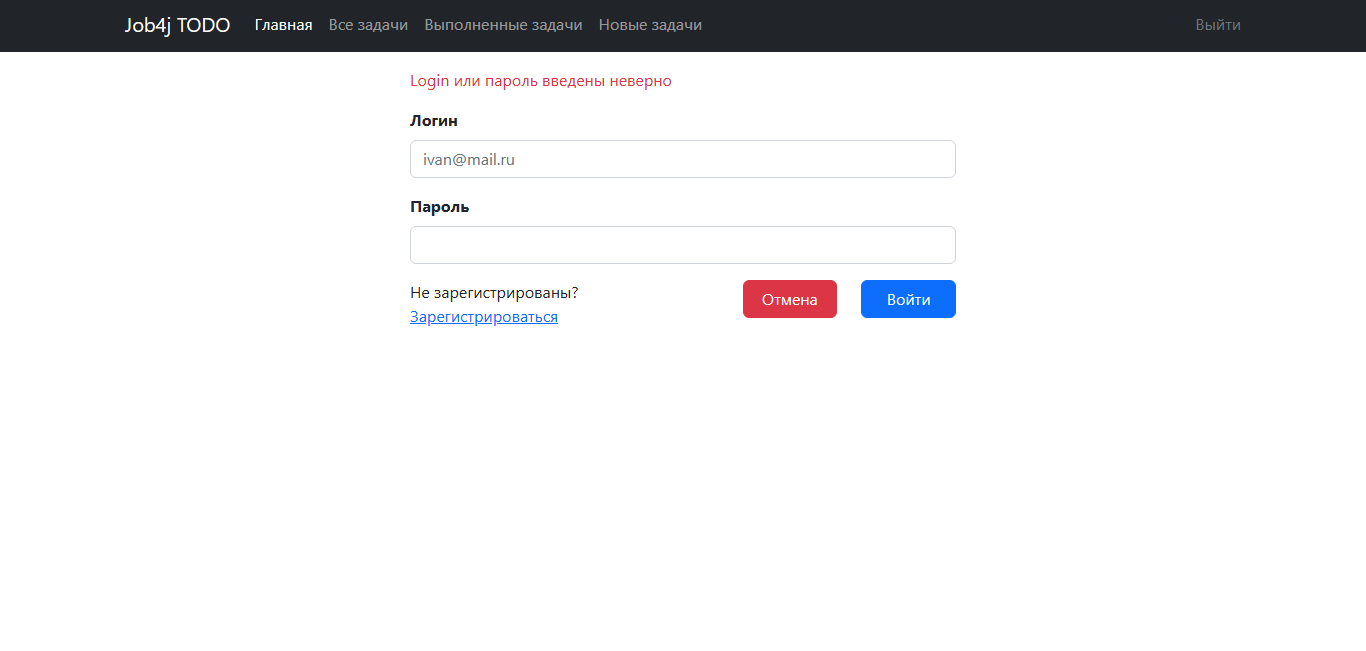 Job4j TODO Главная Все задачи Выполненные задачи Новые задачи Выйти
Login или пароль введены неверно
Логин
ivan@mail.ru
Пароль
Не зарегистрированы?
Зарегистрироваться
Отмена
Войти